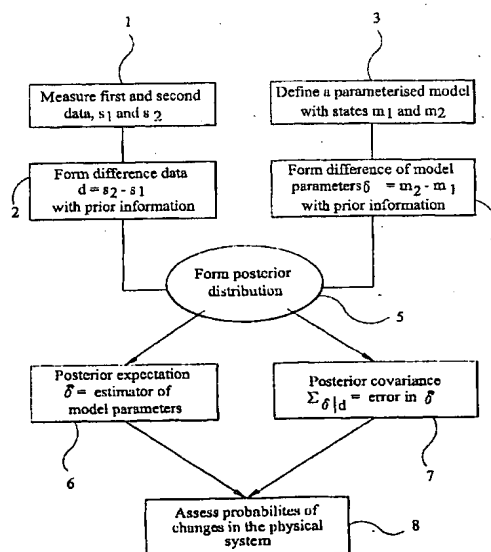 1
3
Measure first and second
data, s1 and s2
Define a parameterised model
with states m1 and m2
Form difference data
d = s2 - s1
with prior information
2
Form difference of model
parameters δ = m2 - m1
with prior information
Form posterior
distribution
5
Posterior expectation
δ̂ = estimator of
model parameters
6
Posterior covariance
Σδ|d = error in δ̂
7
Assess probabilites of
changes in the physical
system
8